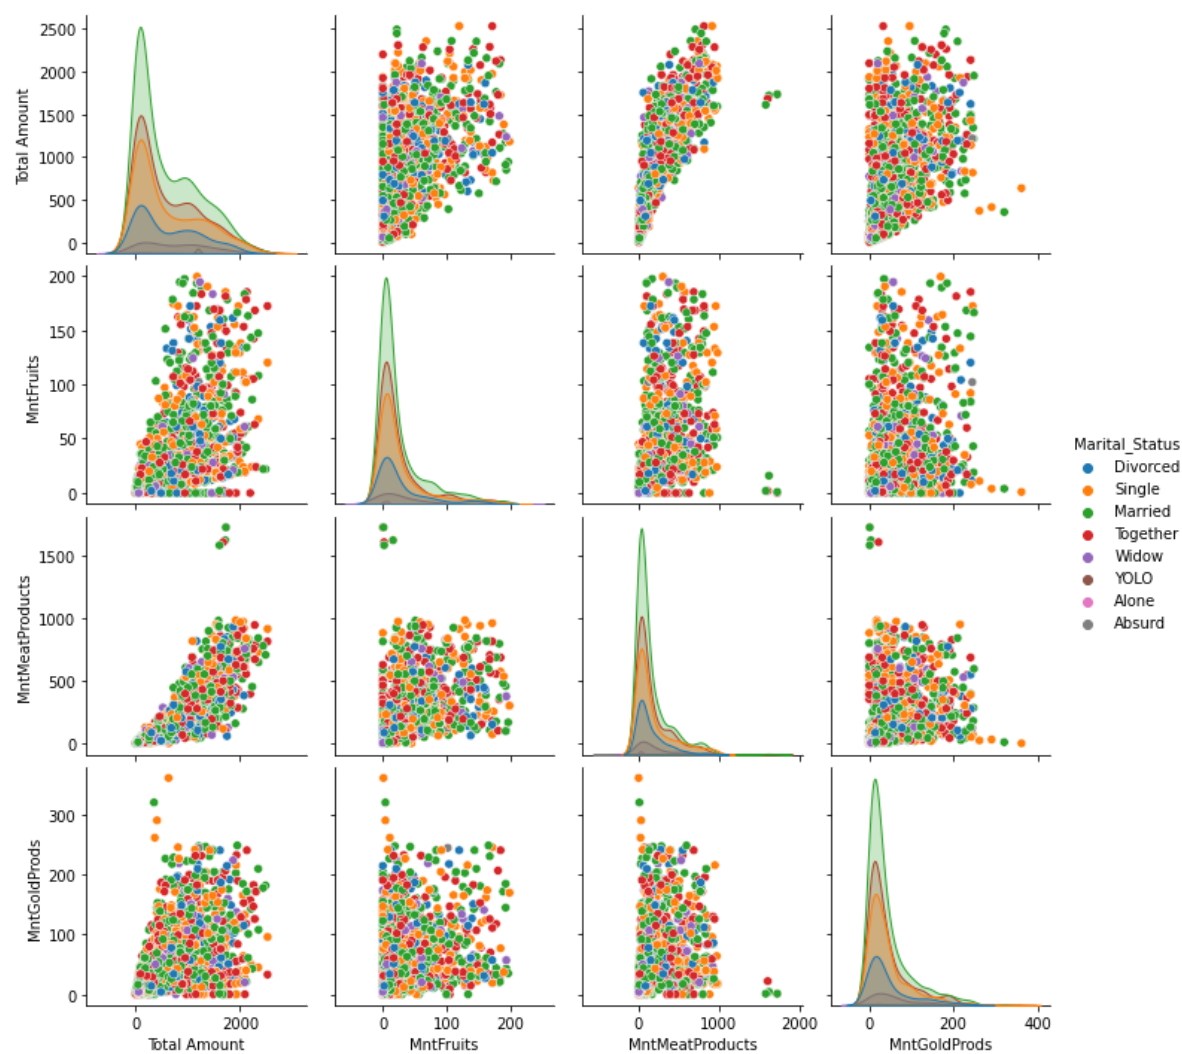 2500
2000
1500
1000
500
0
Total Amount
200
150
100
50
0
MntFruits
Marital_Status
Divorced
Single
Married
Together
Widow
YOLO
Alone
Absurd
1500
1000
500
0
MntMeatProducts
300
200
100
0
MntGoldProds
0 2000
0 100 200
0 1000 2000
0 200 400
Total Amount
MntFruits
MntMeatProducts
MntGoldProds